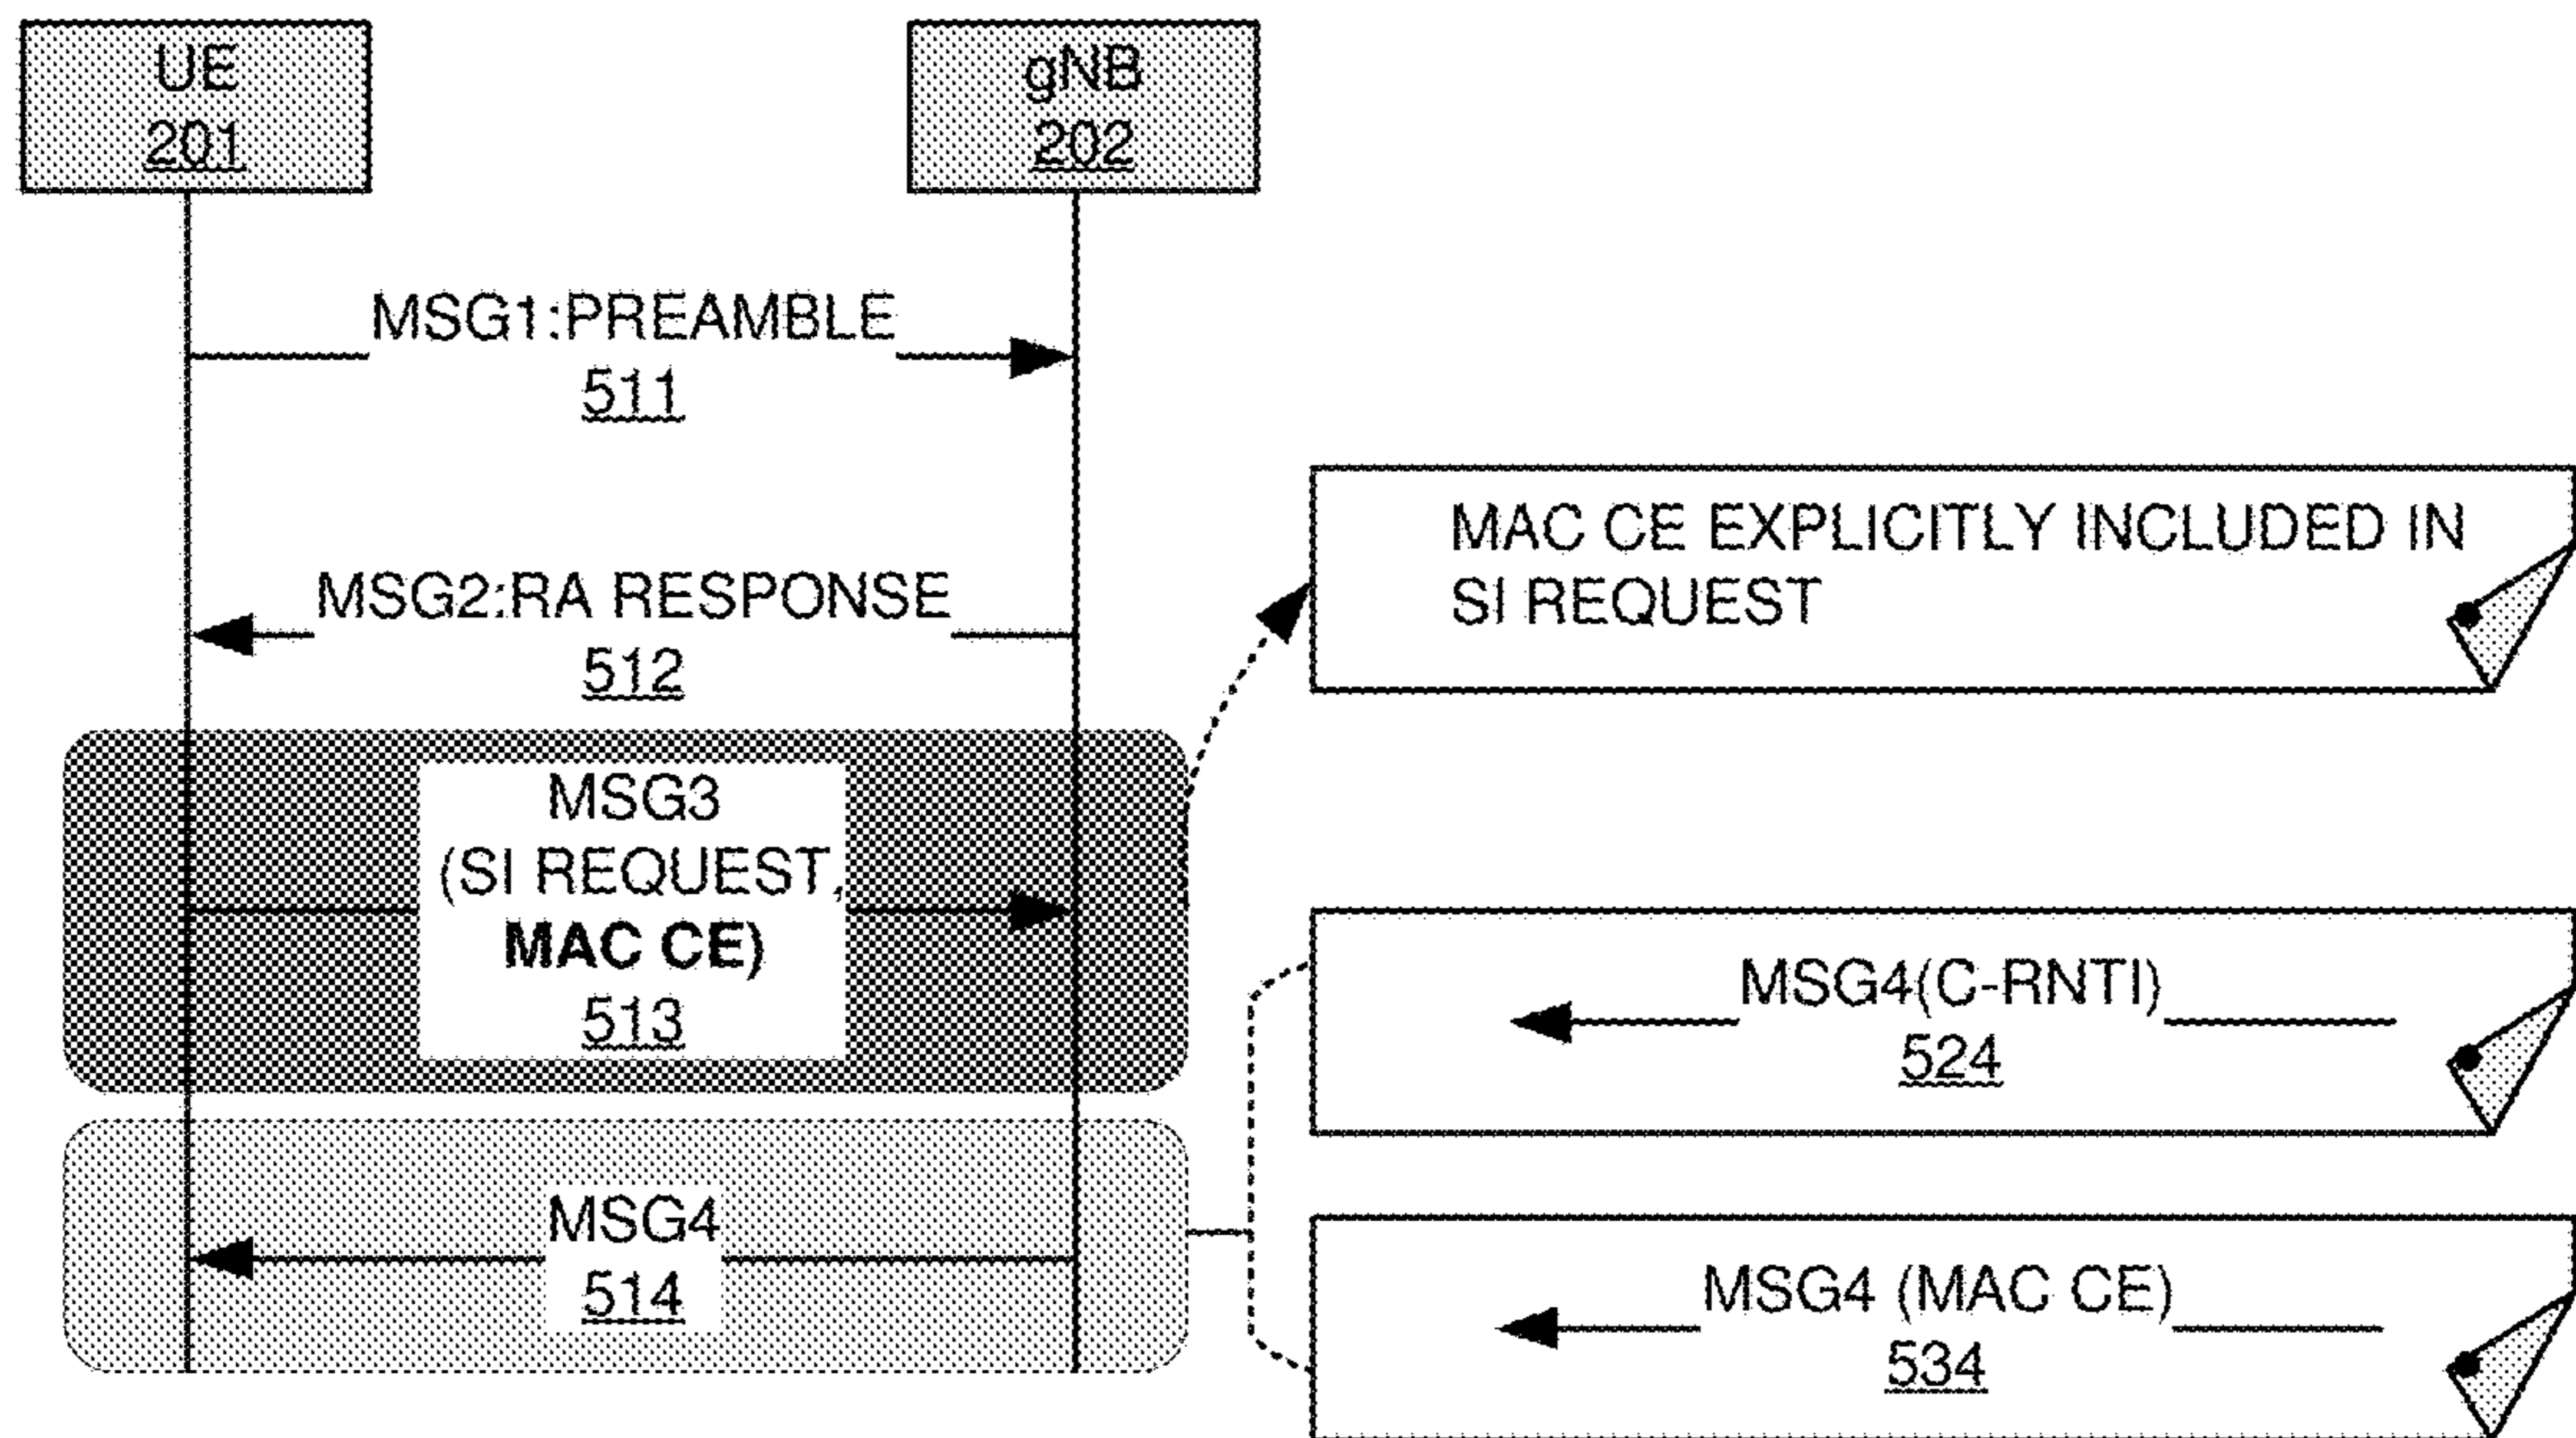 UE
201
gNB
202
MSG1:PREAMBLE
511
MSG2:RA RESPONSE
512
MAC CE EXPLICITLY INCLUDED IN
SI REQUEST
MSG3
(SI REQUEST,
MAC CE)
513
MSG4(C-RNTI)
524
MSG4
514
MSG4 (MAC CE)
534